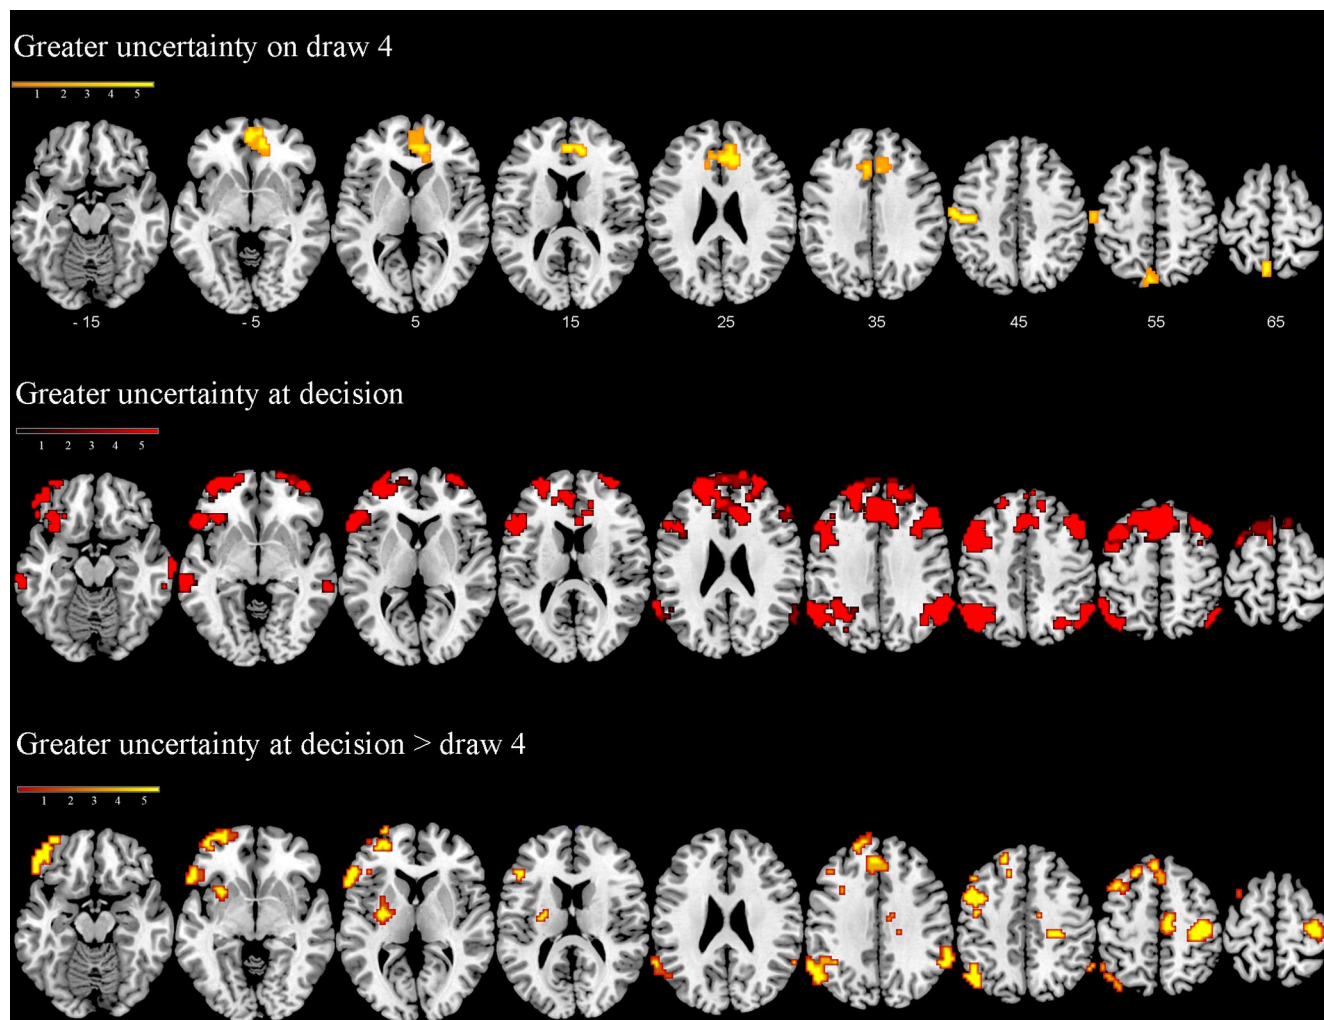 Greater uncertainty on draw 4
1 2 3 4 5
- 15 - 5 5 15 25 35 45 55 65
Greater uncertainty at decision
1 2 3 4 5
Greater uncertainty at decision > draw 4
1 2 3 4 5